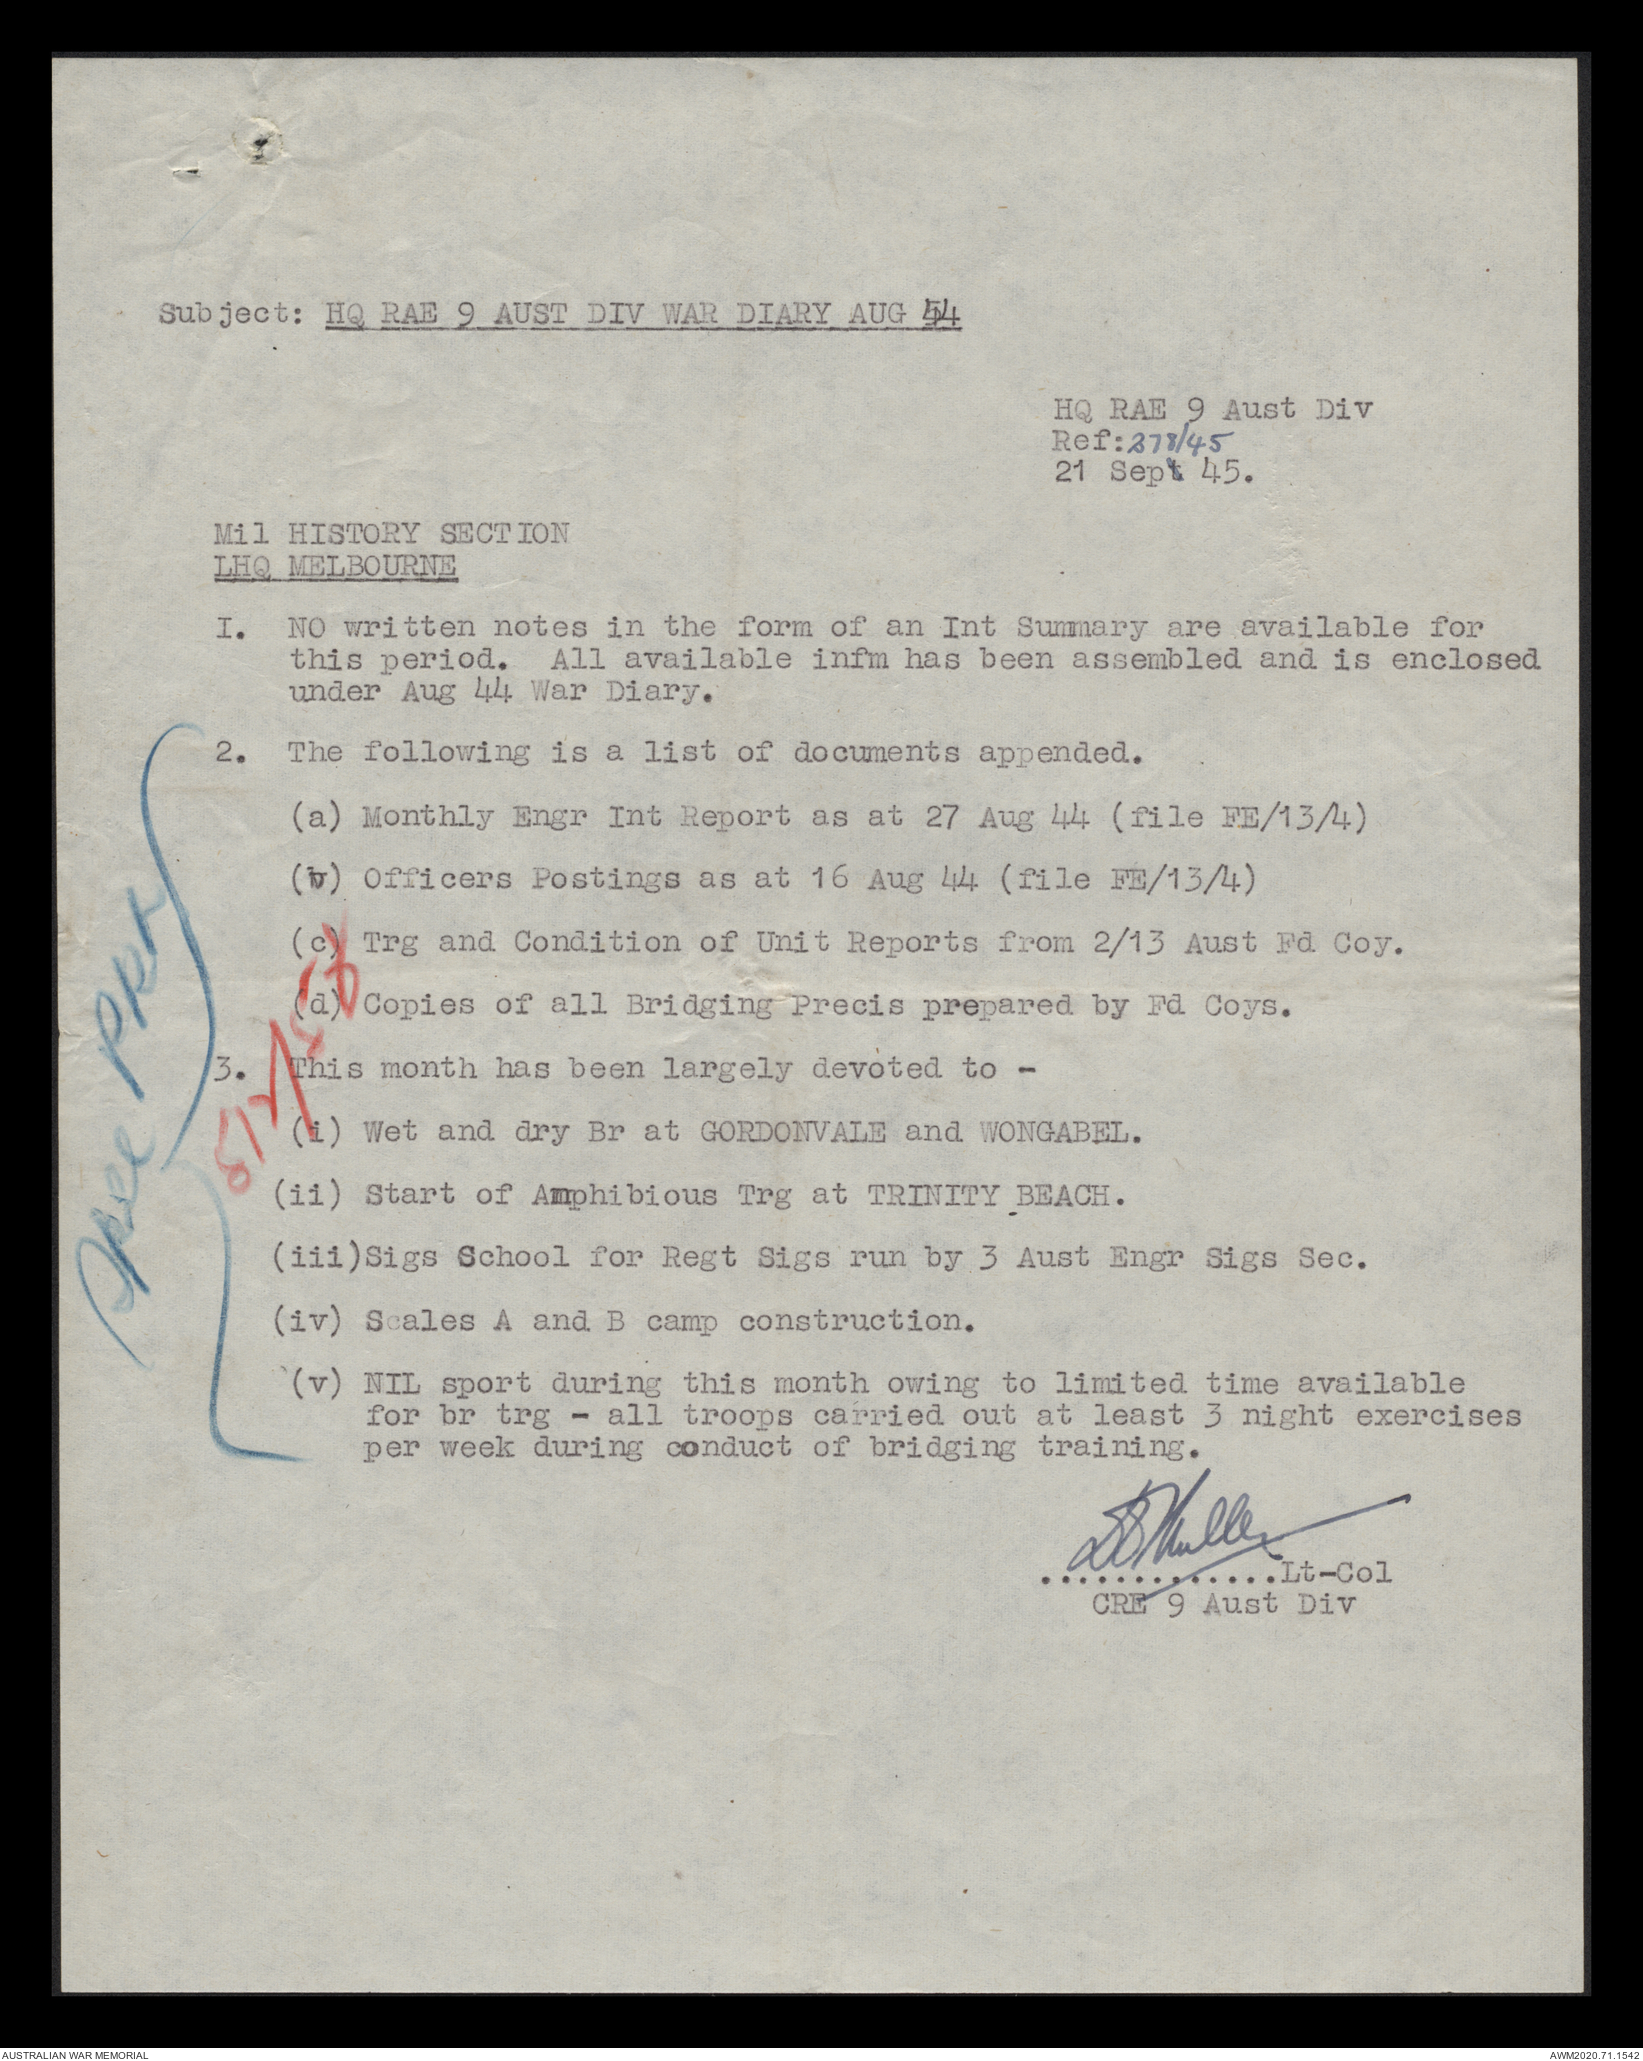 Subject: HQ RAE 9 AUST DIV WAR DIARY AUG 44
HQ RAE 9 Aust Div
Ref:278/45
21 Sept 45.
Mil HISTORY SECTION
LHQ MELBOURNE
I. NO written notes in the form of an Int Summary are available for
this period. All available infm has been assembled and is enclosed
under Aug 44 War Diary.
2. The following is a list of documents appended.
(a) Monthly Engr Int Report as at 27 Aug 44 (file FE/13/4)
(b) Officers Postings as at 16 Aug 44 (file FE/13/4)
(c) Trg and Condition of Unit Reports from 2/13 Aust Fd Coy.
(d) Copies of all Bridging Precis prepared by Fd Coys.
3. This month has been largely devoted to -
(i) Wet and dry Br at GORDONVALE and WONGABEL.
(ii) Start of Amphibious Trg at TRINITY BEACH.
(iii)Sigs School for Regt Sigs run by 3 Aust Engr Sigs Sec.
(iv) Scales A and B camp construction.
(v) NIL sport during this month owing to limited time available
for br trg - all troops carried out at least 3 night exercises
per week during conduct of bridging training.
.............Lt-Col
CRE 9 Aust Div
AUSTRALIAN WAR MEMORIAL
AWM2020.71.1542